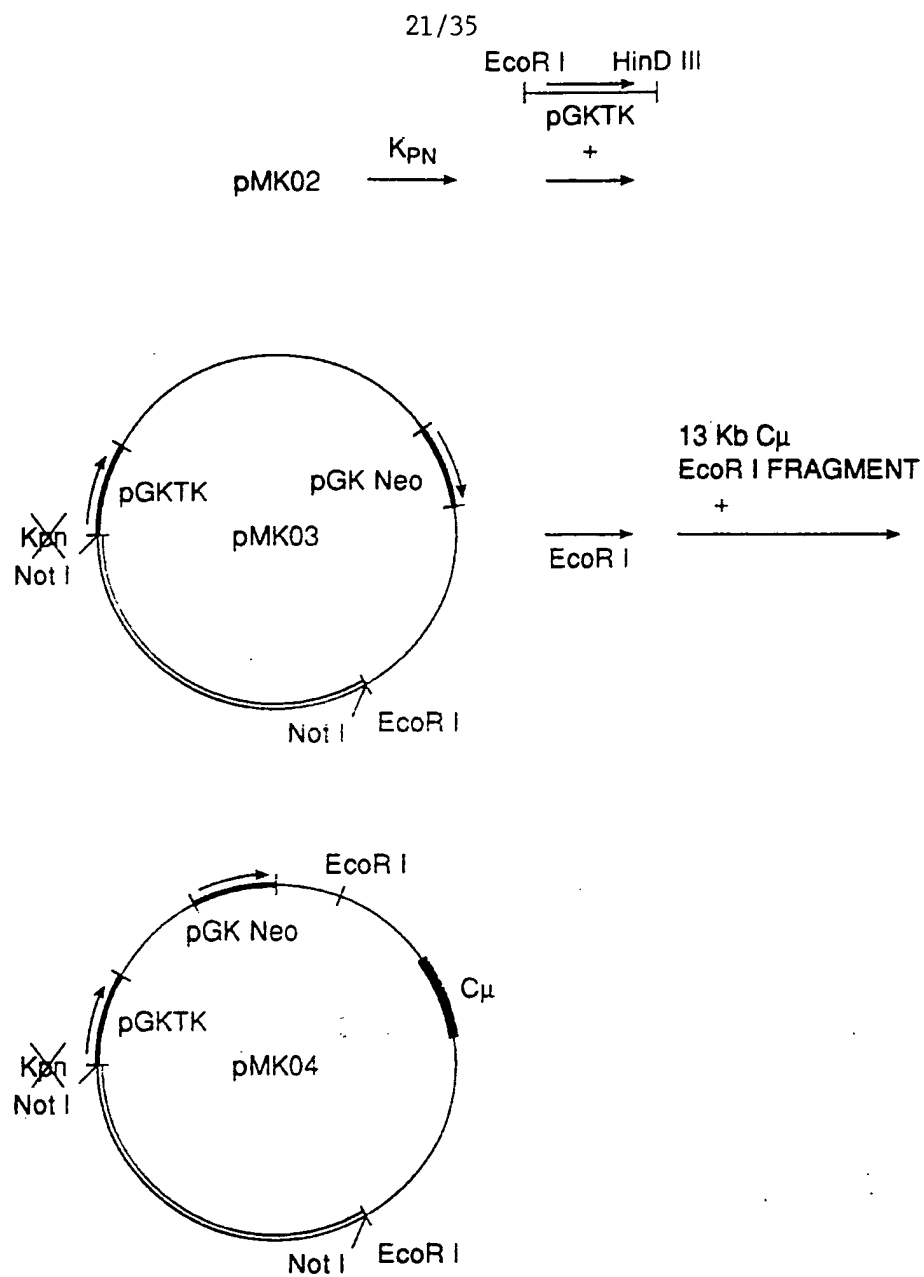 21/35
EcoR I HinD III
pGKTK
+
pMK02 KPN
pGKTK
pGK Neo
pMK03
Kpn
Not I
Not I EcoR I
EcoR I
13 Kb Cμ
EcoR I FRAGMENT
+
EcoR I
pGK Neo
Cμ
pGKTK
pMK04
Kpn
Not I
Not I EcoR I